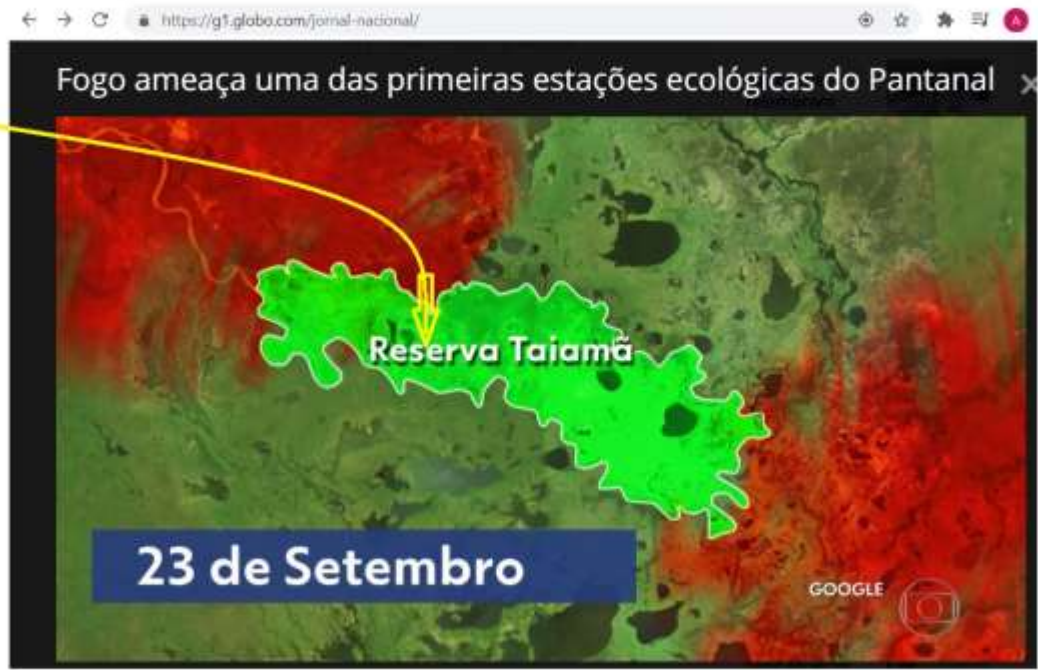 https://g1.globo.com/jornal-nacional/
A
Fogo ameaça uma das primeiras estações ecológicas do Pantanal
Reserva Taiamã
23 de Setembro
GOOGLE